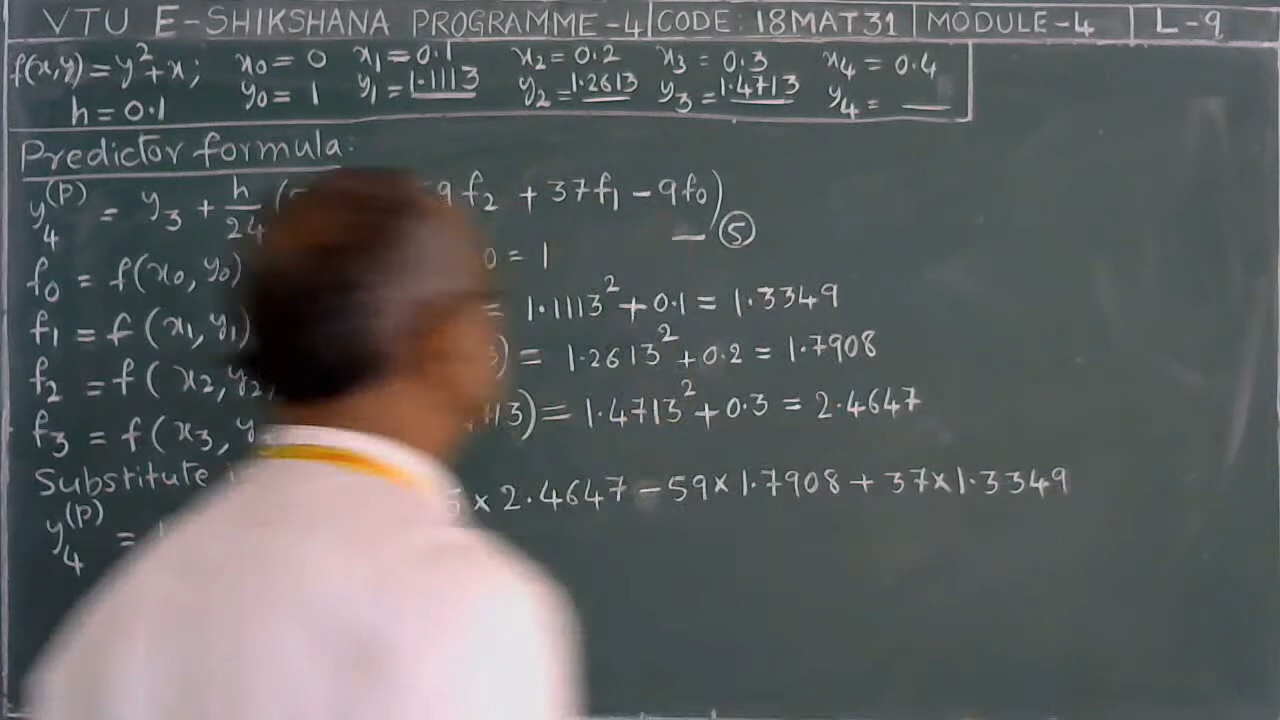 VTU E-SHIKSHANA PROGRAMME-4 CODE: 18MAT31 MODULE-4 L-9
f(x,y) = y²+x; x₀ = 0 x₁ = 0.1 x₂ = 0.2 x₃ = 0.3 x₄ = 0.4
h = 0.1 y₀ = 1 y₁ = 1.1113 y₂ = 1.2613 y₃ = 1.4713 y₄ = __
Predictor formula:
y₄⁽ᴾ⁾ = y₃ + h/24 ( 9f₂ + 37f₁ - 9f₀) — ⑤
f₀ = f(x₀, y₀) 0 = 1
f₁ = f(x₁, y₁) = 1.1113² + 0.1 = 1.3349
f₂ = f(x₂, y₂, ) = 1.2613² + 0.2 = 1.7908
f₃ = f(x₃, y 13) = 1.4713² + 0.3 = 2.4647
Substitute
y₄⁽ᴾ⁾ = × 2.4647 - 59 × 1.7908 + 37 × 1.3349